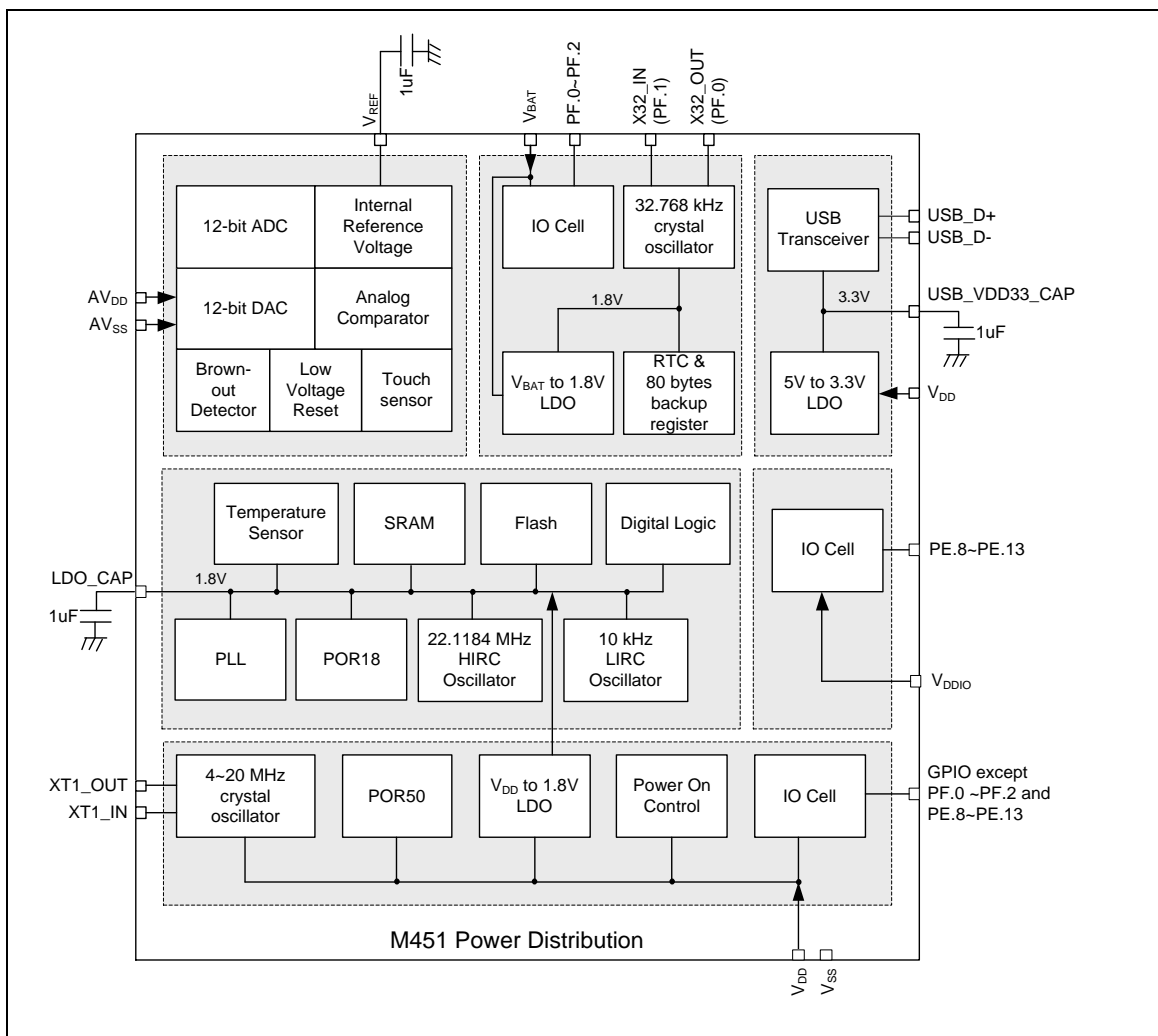 1uF
VREF
VBAT
PF.0~PF.2
X32_IN
(PF.1)
X32_OUT
(PF.0)
12-bit ADC
Internal
Reference
Voltage
12-bit DAC
Analog
Comparator
Brown-
out
Detector
Low
Voltage
Reset
Touch
sensor
AVDD
AVSS
IO Cell
32.768 kHz
crystal
oscillator
1.8V
VBAT to 1.8V
LDO
RTC &
80 bytes
backup
register
USB
Transceiver
USB_D+
USB_D-
3.3V
USB_VDD33_CAP
1uF
5V to 3.3V
LDO
VDD
Temperature
Sensor
SRAM
Flash
Digital Logic
LDO_CAP
1.8V
1uF
PLL
POR18
22.1184 MHz
HIRC
Oscillator
10 kHz
LIRC
Oscillator
IO Cell
PE.8~PE.13
VDDIO
XT1_OUT
XT1_IN
4~20 MHz
crystal
oscillator
POR50
VDD to 1.8V
LDO
Power On
Control
IO Cell
GPIO except
PF.0 ~PF.2 and
PE.8~PE.13
M451 Power Distribution
VDD
VSS